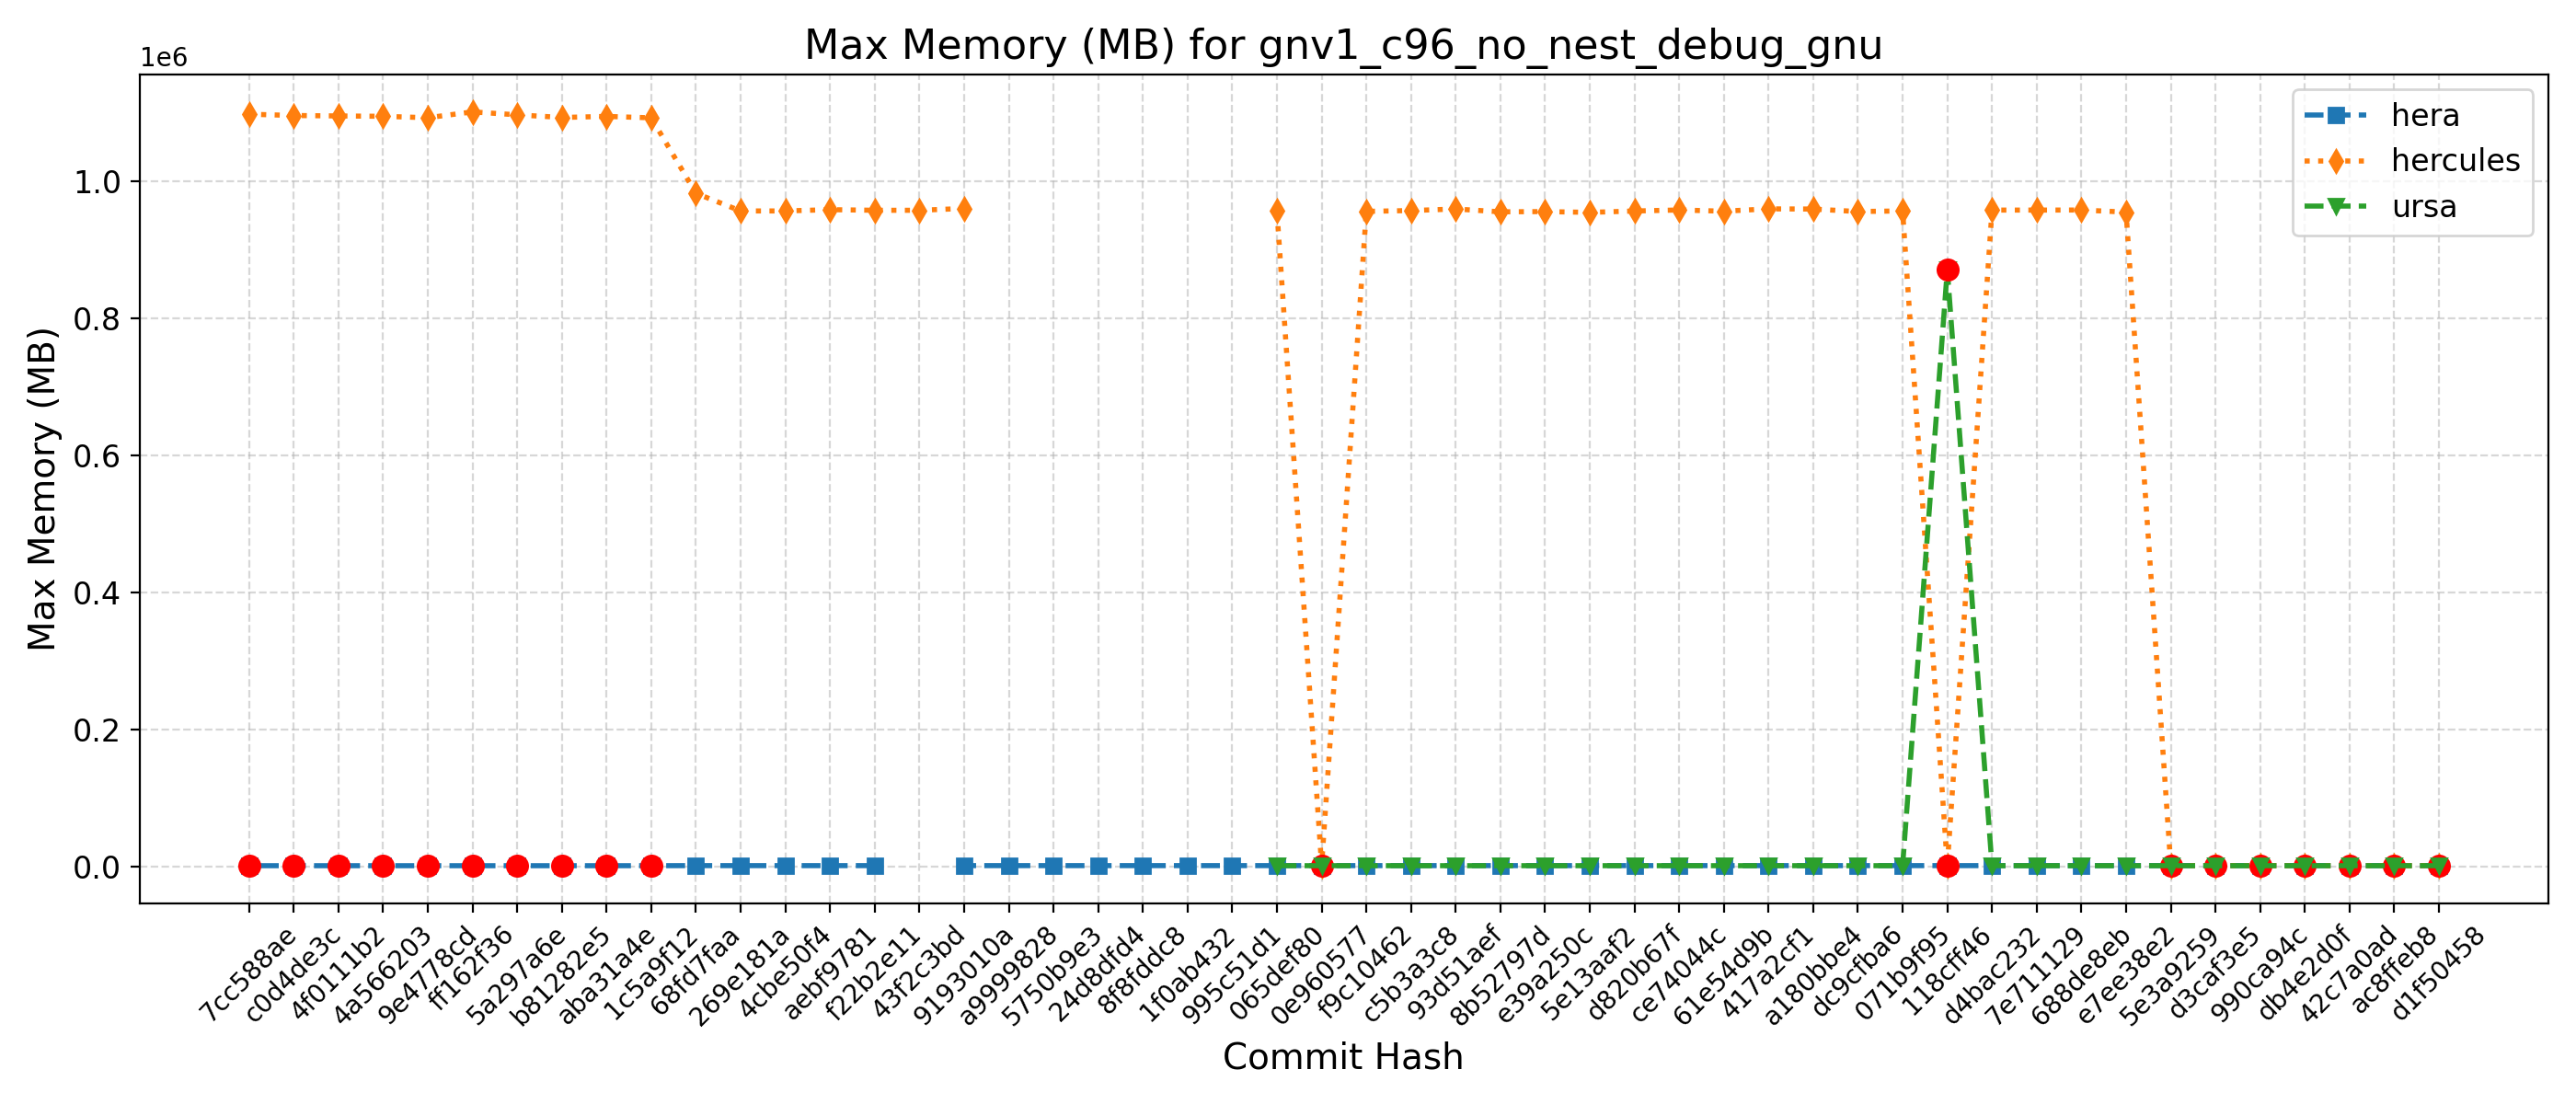 Max Memory (MB) for gnv1_c96_no_nest_debug_gnu
1e6
1.0
0.8
0.6
0.4
0.2
0.0
Max Memory (MB)
hera
hercules
ursa
7cc588ae
c0d4de3c
4f0111b2
4a566203
9e4778cd
ff162f36
5a297a6e
b81282e5
aba31a4e
1c5a9f12
68fd7faa
269e181a
4cbe50f4
aebf9781
f22b2e11
43f2c3bd
9193010a
a9999828
5750b9e3
24d8dfd4
8f8fddc8
1f0ab432
995c51d1
065def80
0e960577
f9c10462
c5b3a3c8
93d51aef
8b52797d
e39a250c
5e13aaf2
d820b67f
ce74044c
61e54d9b
417a2cf1
a180bbe4
dc9cfba6
071b9f95
118cff46
d4bac232
7e711129
688de8eb
e7ee38e2
5e3a9259
d3caf3e5
990ca94c
db4e2d0f
42c7a0ad
ac8ffeb8
d1f50458
Commit Hash